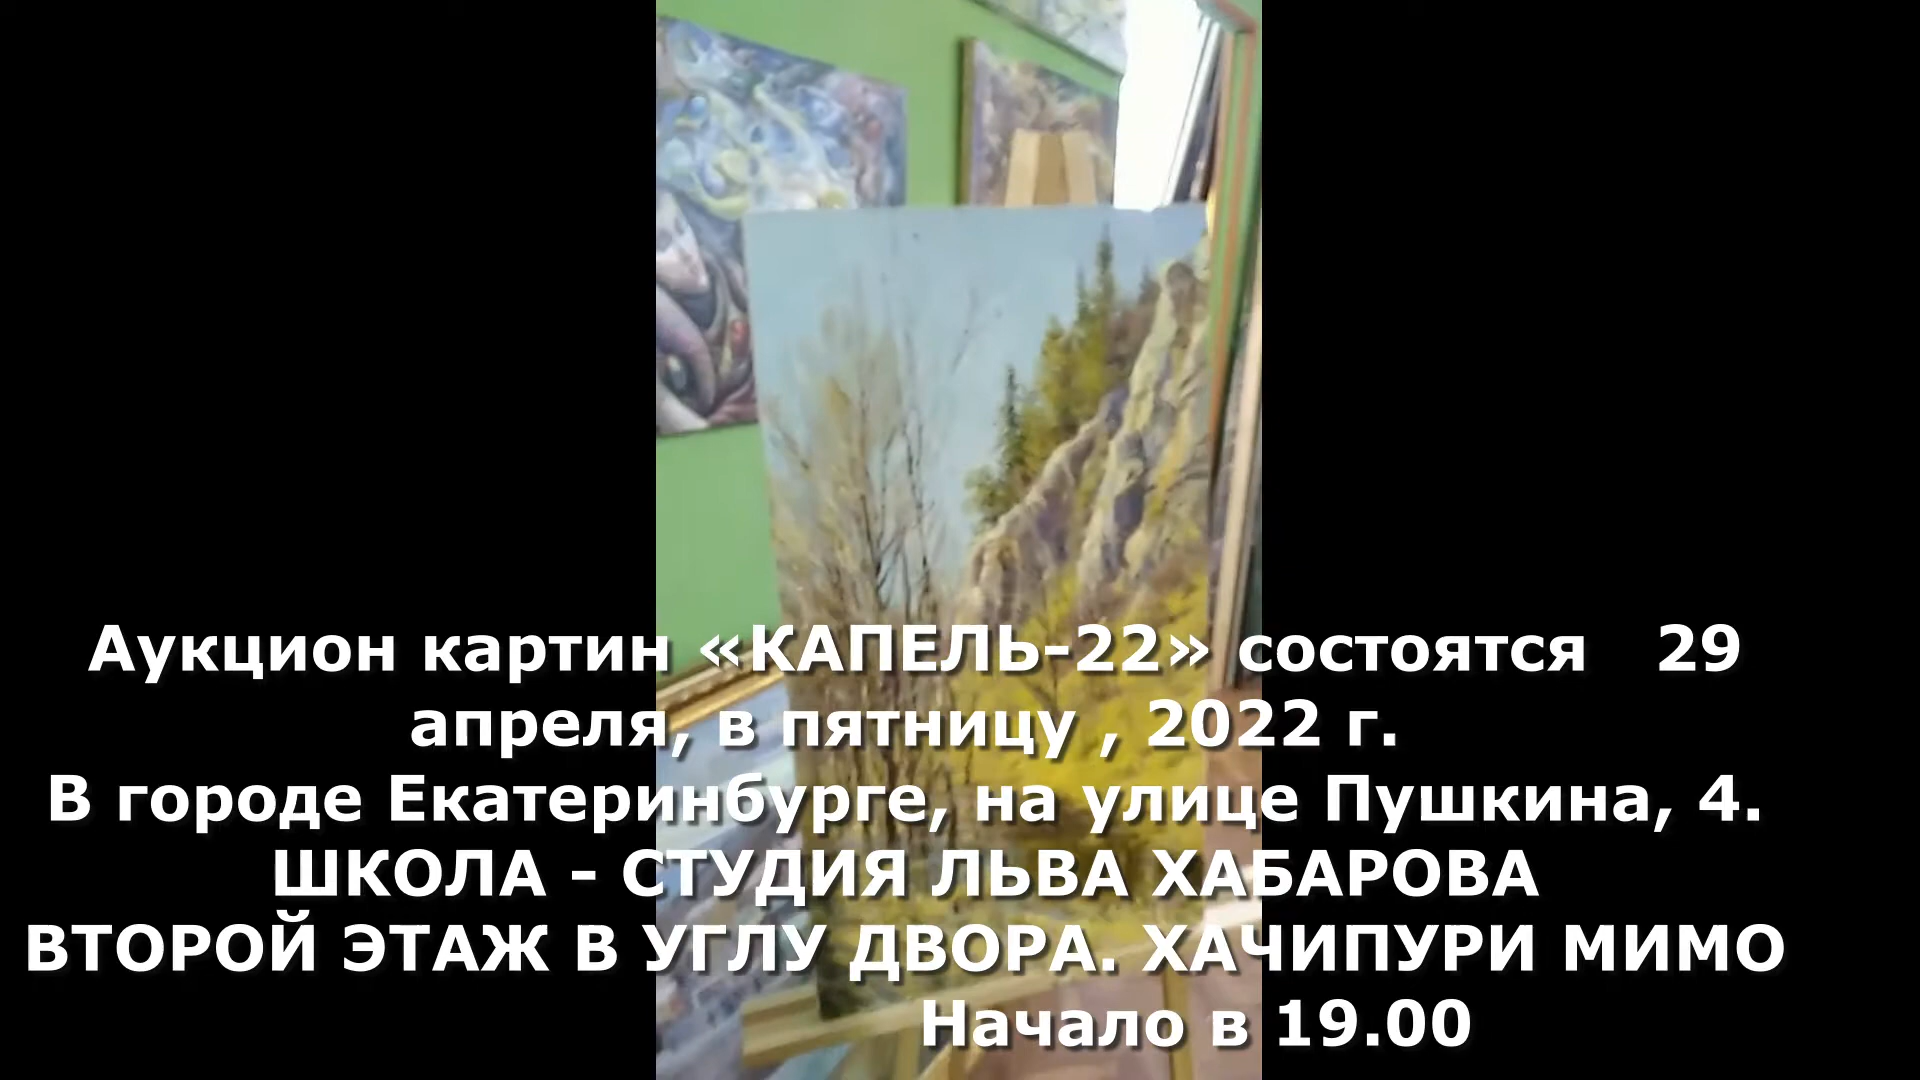 Аукцион картин «КАПЕЛЬ-22» состоятся 29
апреля, в пятницу , 2022 г.
В городе Екатеринбурге, на улице Пушкина, 4.
ШКОЛА - СТУДИЯ ЛЬВА ХАБАРОВА
ВТОРОЙ ЭТАЖ В УГЛУ ДВОРА. ХАЧИПУРИ МИМО
Начало в 19.00